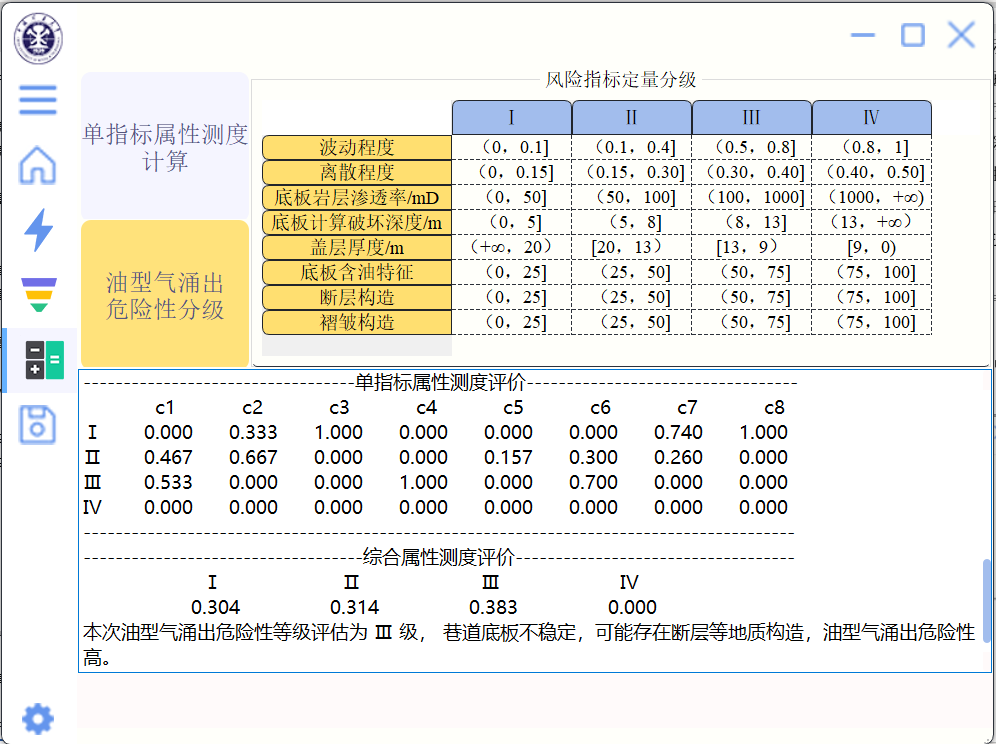 风险指标定量分级
单指标属性测度
计算
油型气涌出
危险性分级
I II III IV
波动程度 （0，0.1] （0.1，0.4] （0.5，0.8] （0.8，1]
离散程度 （0，0.15] （0.15，0.30] （0.30，0.40] （0.40，0.50]
底板岩层渗透率/mD （0，50] （50，100] （100，1000] （1000，+∞)
底板计算破坏深度/m （0，5] （5，8] （8，13] （13，+∞）
盖层厚度/m （+∞，20） [20，13） [13，9） [9，0)
底板含油特征 （0，25] （25，50] （50，75] （75，100]
断层构造 （0，25] （25，50] （50，75] （75，100]
褶皱构造 （0，25] （25，50] （50，75] （75，100]
------------------------------单指标属性测度评价------------------------------
c1 c2 c3 c4 c5 c6 c7 c8
Ⅰ 0.000 0.333 1.000 0.000 0.000 0.000 0.740 1.000
Ⅱ 0.467 0.667 0.000 0.000 0.157 0.300 0.260 0.000
Ⅲ 0.533 0.000 0.000 1.000 0.000 0.700 0.000 0.000
Ⅳ 0.000 0.000 0.000 0.000 0.000 0.000 0.000 0.000
-------------------------------------------------------------------------------
-------------------------------综合属性测度评价-------------------------------
Ⅰ Ⅱ Ⅲ Ⅳ
0.304 0.314 0.383 0.000
本次油型气涌出危险性等级评估为 Ⅲ 级， 巷道底板不稳定，可能存在断层等地质构造，油型气涌出危险性
高。